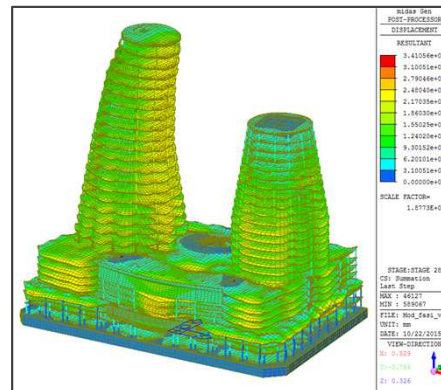 midas Gen
POST-PROCESSOR
DISPLACEMENT
RESULTANT
3.41056e+0
3.10051e+0
2.79046e+0
2.48040e+0
2.17035e+0
1.86030e+0
1.55025e+0
1.24020e+0
9.30152e+0
6.20101e+0
3.10051e+0
0.00000e+0
SCALE FACTOR=
1.8773E+0
STAGE:STAGE 28
CS: Summation
Last Step
MAX : 46127
MIN : 589067
FILE: Mod_fasi_v
UNIT: mm
DATE: 10/22/2015
VIEW-DIRECTION
X: 0.529
Z: 0.326